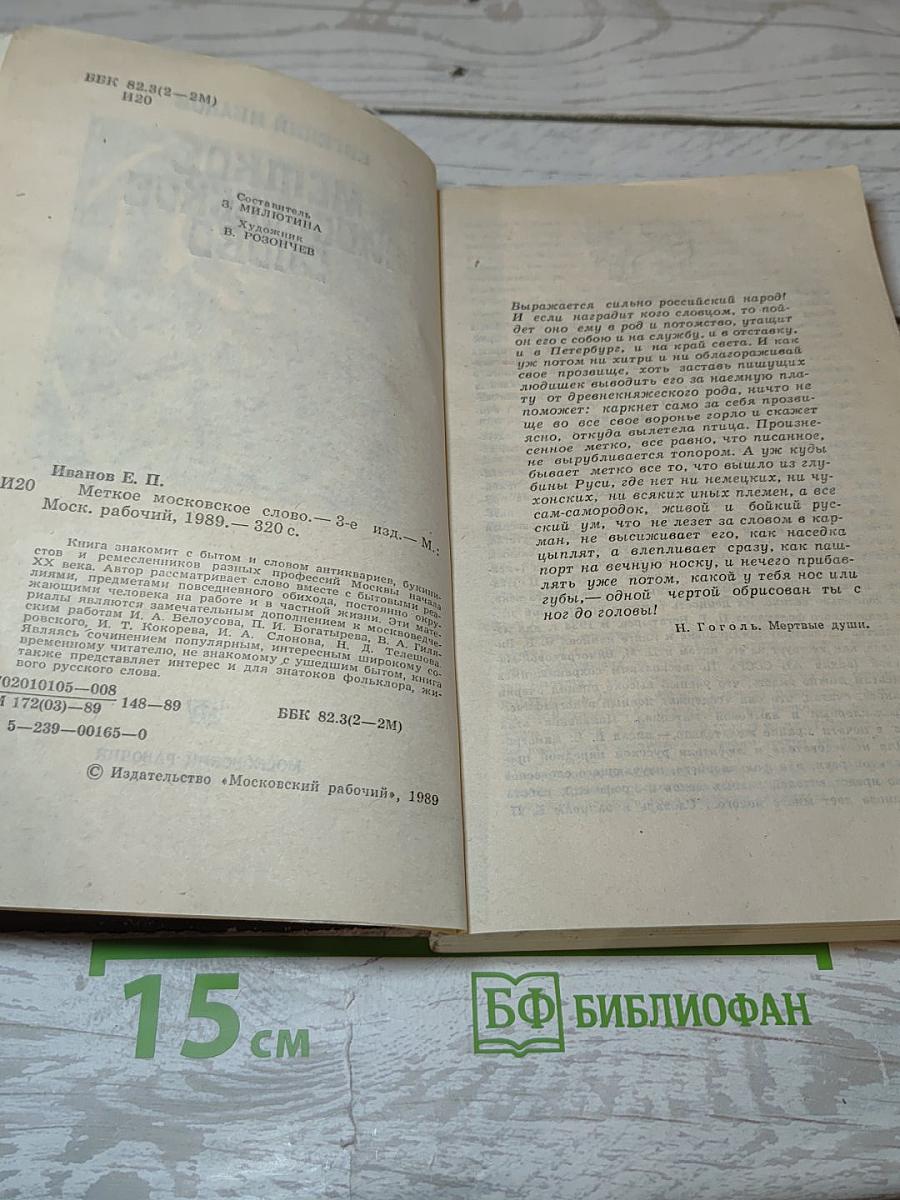 ББК 82.3(2—2М)
И20
Составитель
З. МИЛЮТИНА
Художник
В. РОЗОНЧЕВ
Иванов Е. П.
И20 Меткое московское слово.— 3-е изд.— М.:
Моск. рабочий, 1989.— 320 с.
Книга знакомит с бытом и словом антикваров, букини-
стов и ремесленников разных профессий Москвы начала
XX века. Автор рассматривает слово вместе с бытовыми реа-
лиями, предметами повседневного обихода, постоянно окру-
жающими человека на работе и в частной жизни. Эти мате-
риалы являются замечательным дополнением к москвоведче-
ским работам И. А. Белоусова, П. И. Богатырева, В. А. Гиля-
ровского, И. Т. Кокорева, И. А. Слонова, Н. Д. Телешова.
Являясь сочинением популярным, интересным широкому со-
временному читателю, не знакомому с ушедшим бытом, книга
также представляет интерес и для знатоков фольклора, жи-
вого русского слова.
702010105—008
М 172(03)—89 148—89
ББК 82.3(2—2М)
5—239—00165—0
© Издательство «Московский рабочий», 1989
Выражается сильно российский народ!
И если наградит кого словцом, то пой-
дет оно ему в род и потомство, утащит
он его с собою и на службу, и в отставку,
и в Петербург, и на край света. И как
уж потом ни хитри и ни облагораживай
свое прозвище, хоть заставь пишущих
людишек выводить его за наемную пла-
ту от древнекняжеского рода, ничто не
поможет: каркнет само за себя прозви-
ще во все свое воронье горло и скажет
ясно, откуда вылетела птица. Произне-
сенное метко, все равно, что писанное,
не вырубливается топором. А уж куды
бывает метко все то, что вышло из глу-
бины Руси, где нет ни немецких, ни чу-
хонских, ни всяких иных племен, а все
сам-самородок, живой и бойкий рус-
ский ум, что не лезет за словом в кар-
ман, не высиживает его, как наседка
цыплят, а влепливает сразу, как паш-
порт на вечную носку, и нечего прибав-
лять уже потом, какой у тебя нос или
губы,— одной чертой обрисован ты с
ног до головы!
Н. Гоголь. Мертвые души.
15 см
БФ БИБЛИОФАН